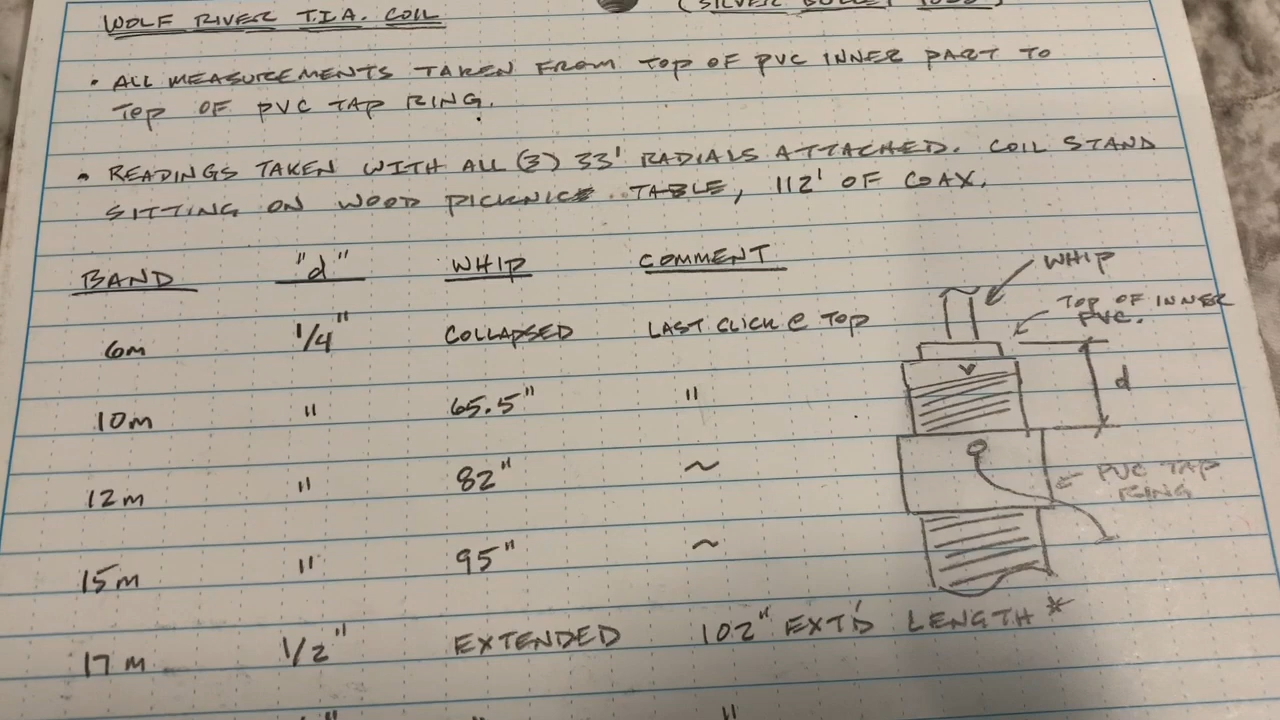 WOLF RIVER T.I.A. COIL
• ALL MEASUREMENTS TAKEN FROM TOP OF PVC INNER PART TO
TOP OF PVC TAP RING.
• READINGS TAKEN WITH ALL (3) 33' RADIALS ATTACHED. COIL STAND
SITTING ON WOOD PICKNICK TABLE, 112' OF COAX.
BAND "d" WHIP COMMENT
6m 1/4" COLLAPSED LAST CLICK @ TOP
10m " 65.5" "
12m " 82" ~
15m " 95" ~
17m 1/2" EXTENDED 102" EXT'D LENGTH *
"
WHIP
TOP OF INNER
PVC.
d
PVC TAP
RING